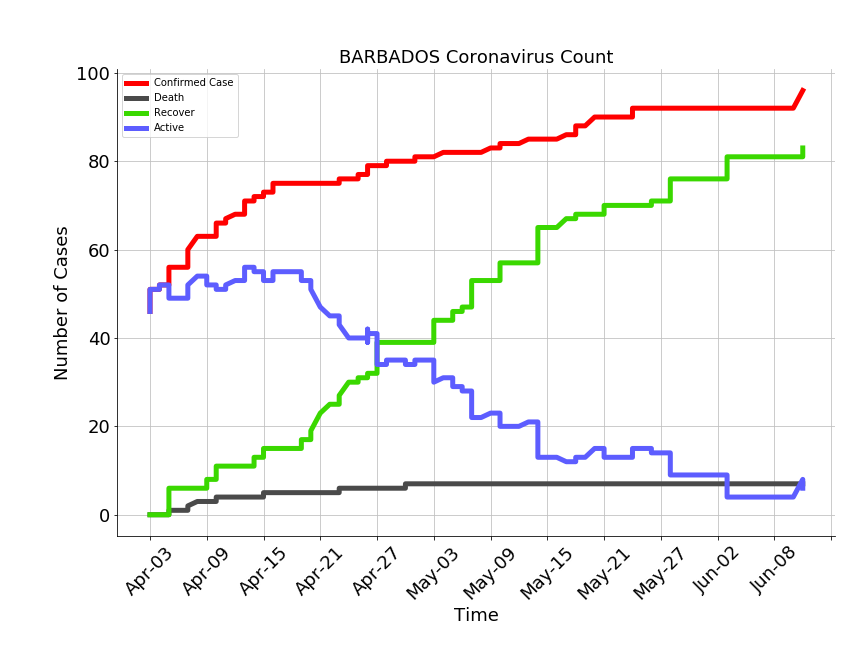 BARBADOS Coronavirus Count
Confirmed Case
Death
Recover
Active
Number of Cases
100
80
60
40
20
0
Apr-03
Apr-09
Apr-15
Apr-21
Apr-27
May-03
May-09
May-15
May-21
May-27
Jun-02
Jun-08
Time